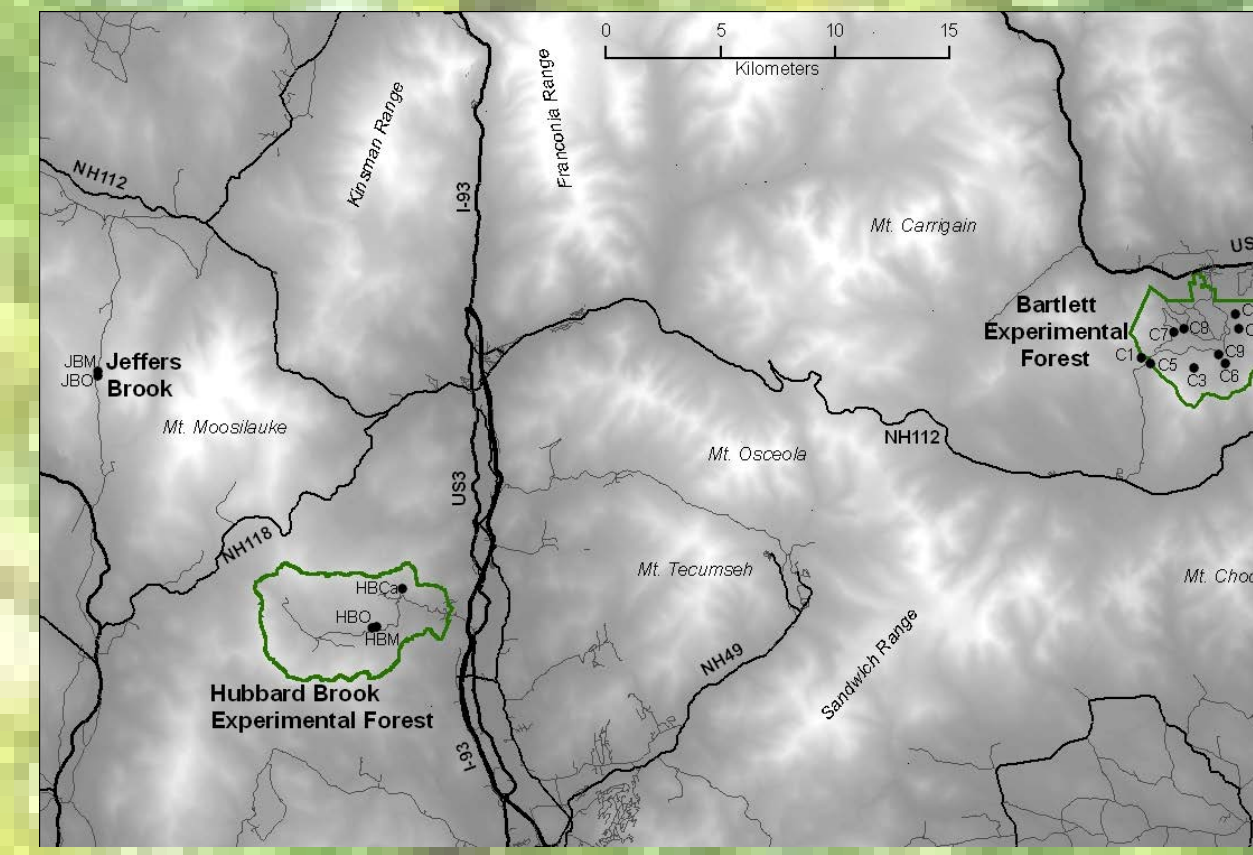 0 5 10 15
Kilometers
Kinsman Range
Franconia Range
NH112
I-93
Mt. Carrigain
US
Bartlett
Experimental
Forest
C7
C8
C
C
C1
C5
C9
C3
C6
JBM
JBO
Jeffers
Brook
Mt. Moosilauke
NH112
Mt. Osceola
US3
NH118
HBCa
HBO
HBM
Mt. Tecumseh
Mt. Choc
NH49
Sandwich Range
Hubbard Brook
Experimental Forest
I-93